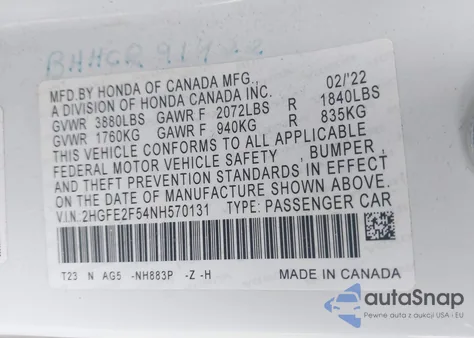 MFD.BY HONDA OF CANADA MFG., 02/'22
A DIVISION OF HONDA CANADA INC.
GVWR 3880LBS GAWR F 2072LBS R 1840LBS
GVWR 1760KG GAWR F 940KG R 835KG
THIS VEHICLE CONFORMS TO ALL APPLICABLE
FEDERAL MOTOR VEHICLE SAFETY, BUMPER,
AND THEFT PREVENTION STANDARDS IN EFFECT
ON THE DATE OF MANUFACTURE SHOWN ABOVE.
V.I.N:2HGFE2F54NH570131 TYPE: PASSENGER CAR
T23 N AG5 -NH883P -Z -H
MADE IN CANADA
autoSnap
Pewne auta z aukcji USA i EU